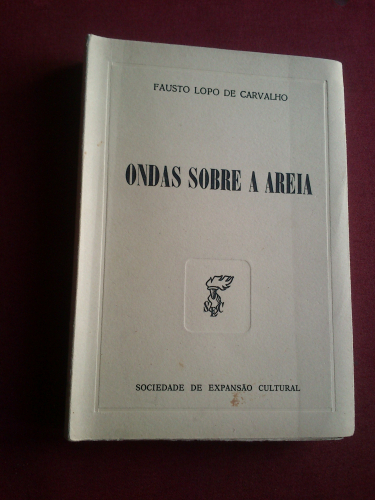 FAUSTO LOPO DE CARVALHO
ONDAS SOBRE A AREIA
SOCIEDADE DE EXPANSÃO CULTURAL